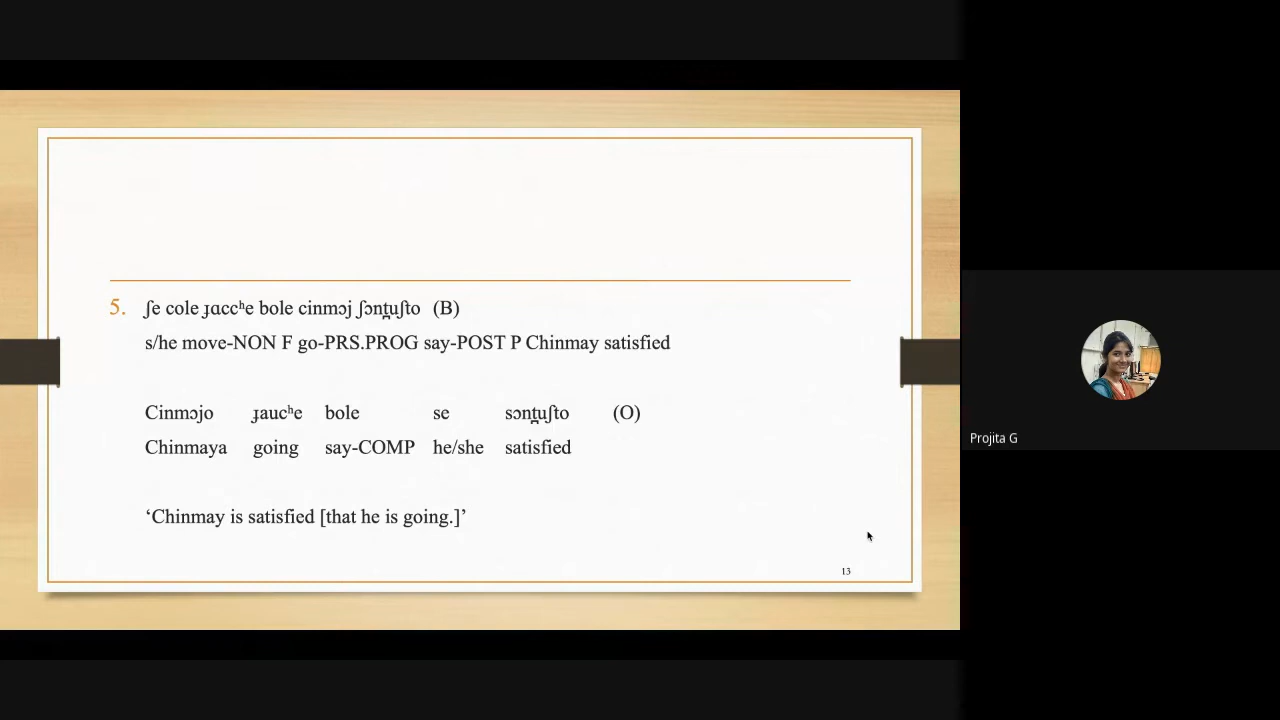 5. ʃe cole ɟɑccʰe bole cinmɔj ʃɔnt̪uʃto (B)
s/he move-NON F go-PRS.PROG say-POST P Chinmay satisfied
Cinmɔjo ɟaucʰe bole se sɔnt̪uʃto (O)
Chinmaya going say-COMP he/she satisfied
‘Chinmay is satisfied [that he is going.]’
13
Projita G